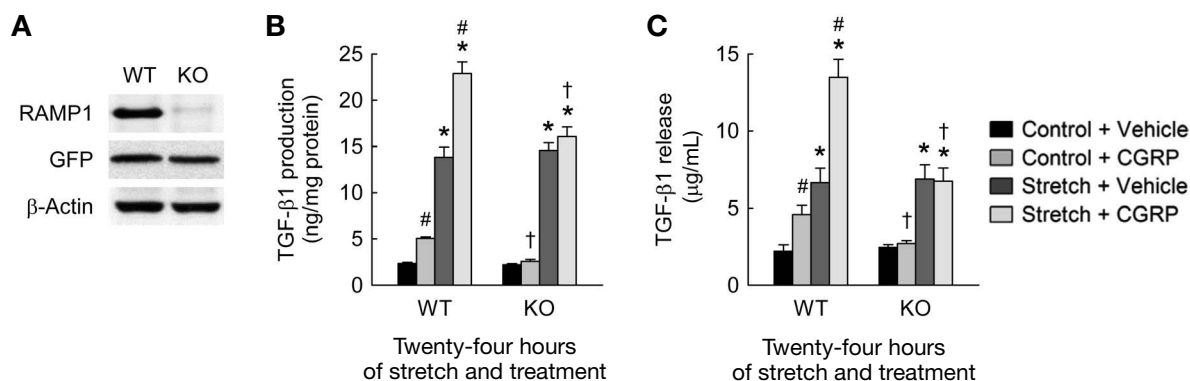 A
WT KO
RAMP1
GFP
β-Actin
B
TGF-β1 production
(ng/mg protein)
25
20
15
10
5
0
#
*
#
*
*
†
*
†
WT KO
Twenty-four hours
of stretch and treatment
C
TGF-β1 release
(μg/mL)
15
10
5
0
#
*
#
*
*
†
*
†
WT KO
Twenty-four hours
of stretch and treatment
Control + Vehicle
Control + CGRP
Stretch + Vehicle
Stretch + CGRP